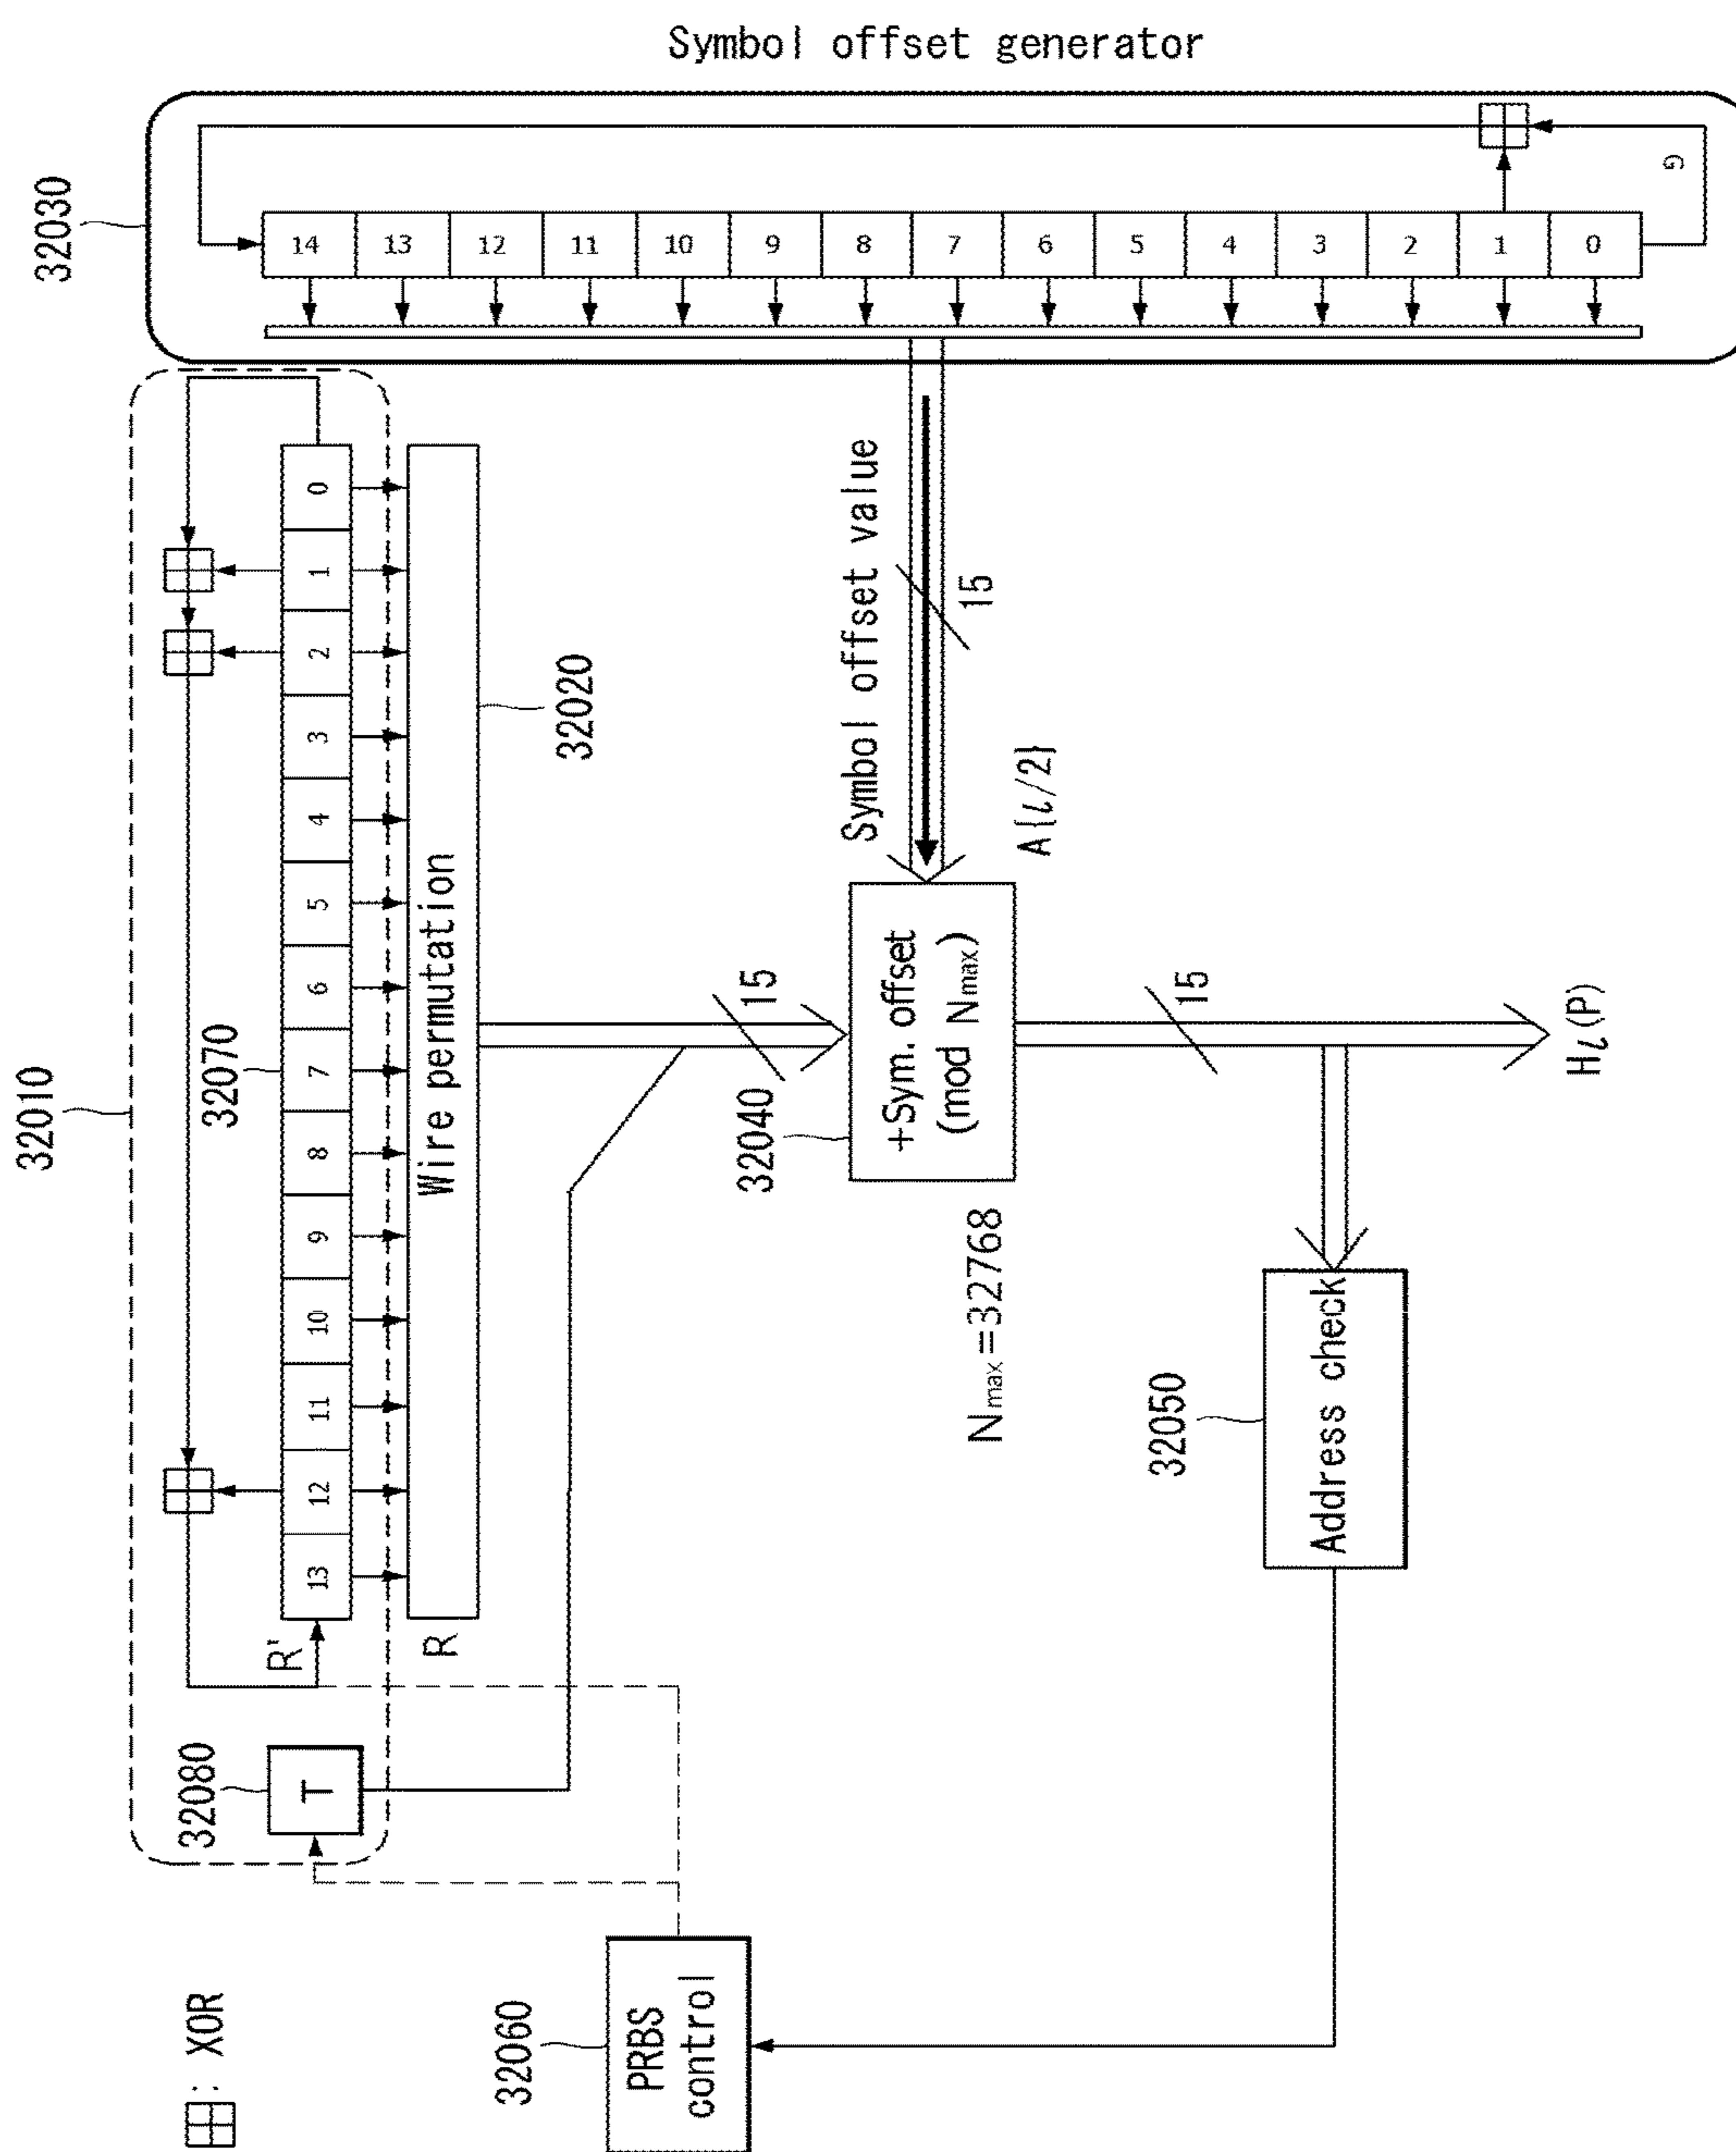 Symbol offset generator
32030
G
14 13 12 11 10 9 8 7 6 5 4 3 2 1 0
32010
32070
R'
13 12 11 10 9 8 7 6 5 4 3 2 1 0
R
Wire permutation
32020
32080
T
15
Symbol offset value
15
A{l/2}
32040
+Sym. offset
(mod Nmax)
Nmax=32768
15
Hl(P)
32050
Address check
32060
PRBS
control
: XOR